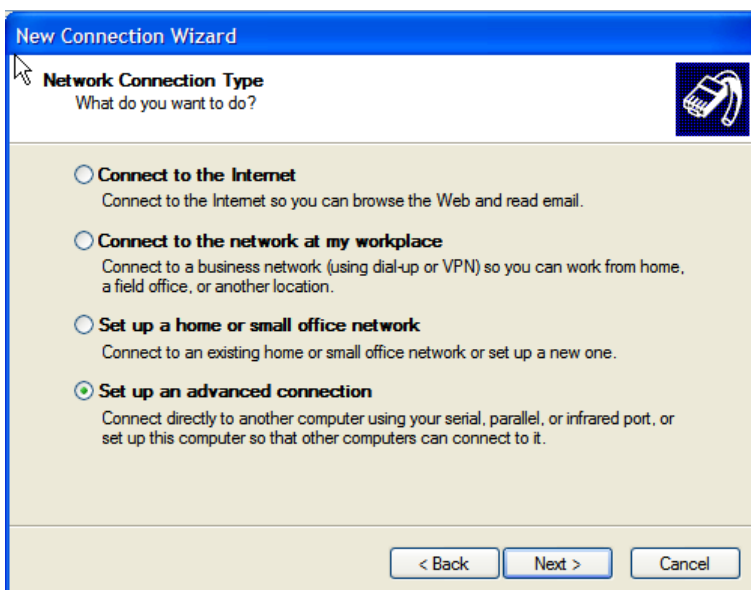 New Connection Wizard
Network Connection Type
What do you want to do?
Connect to the Internet
Connect to the Internet so you can browse the Web and read email.
Connect to the network at my workplace
Connect to a business network (using dial-up or VPN) so you can work from home,
a field office, or another location.
Set up a home or small office network
Connect to an existing home or small office network or set up a new one.
Set up an advanced connection
Connect directly to another computer using your serial, parallel, or infrared port, or
set up this computer so that other computers can connect to it.
< Back Next > Cancel